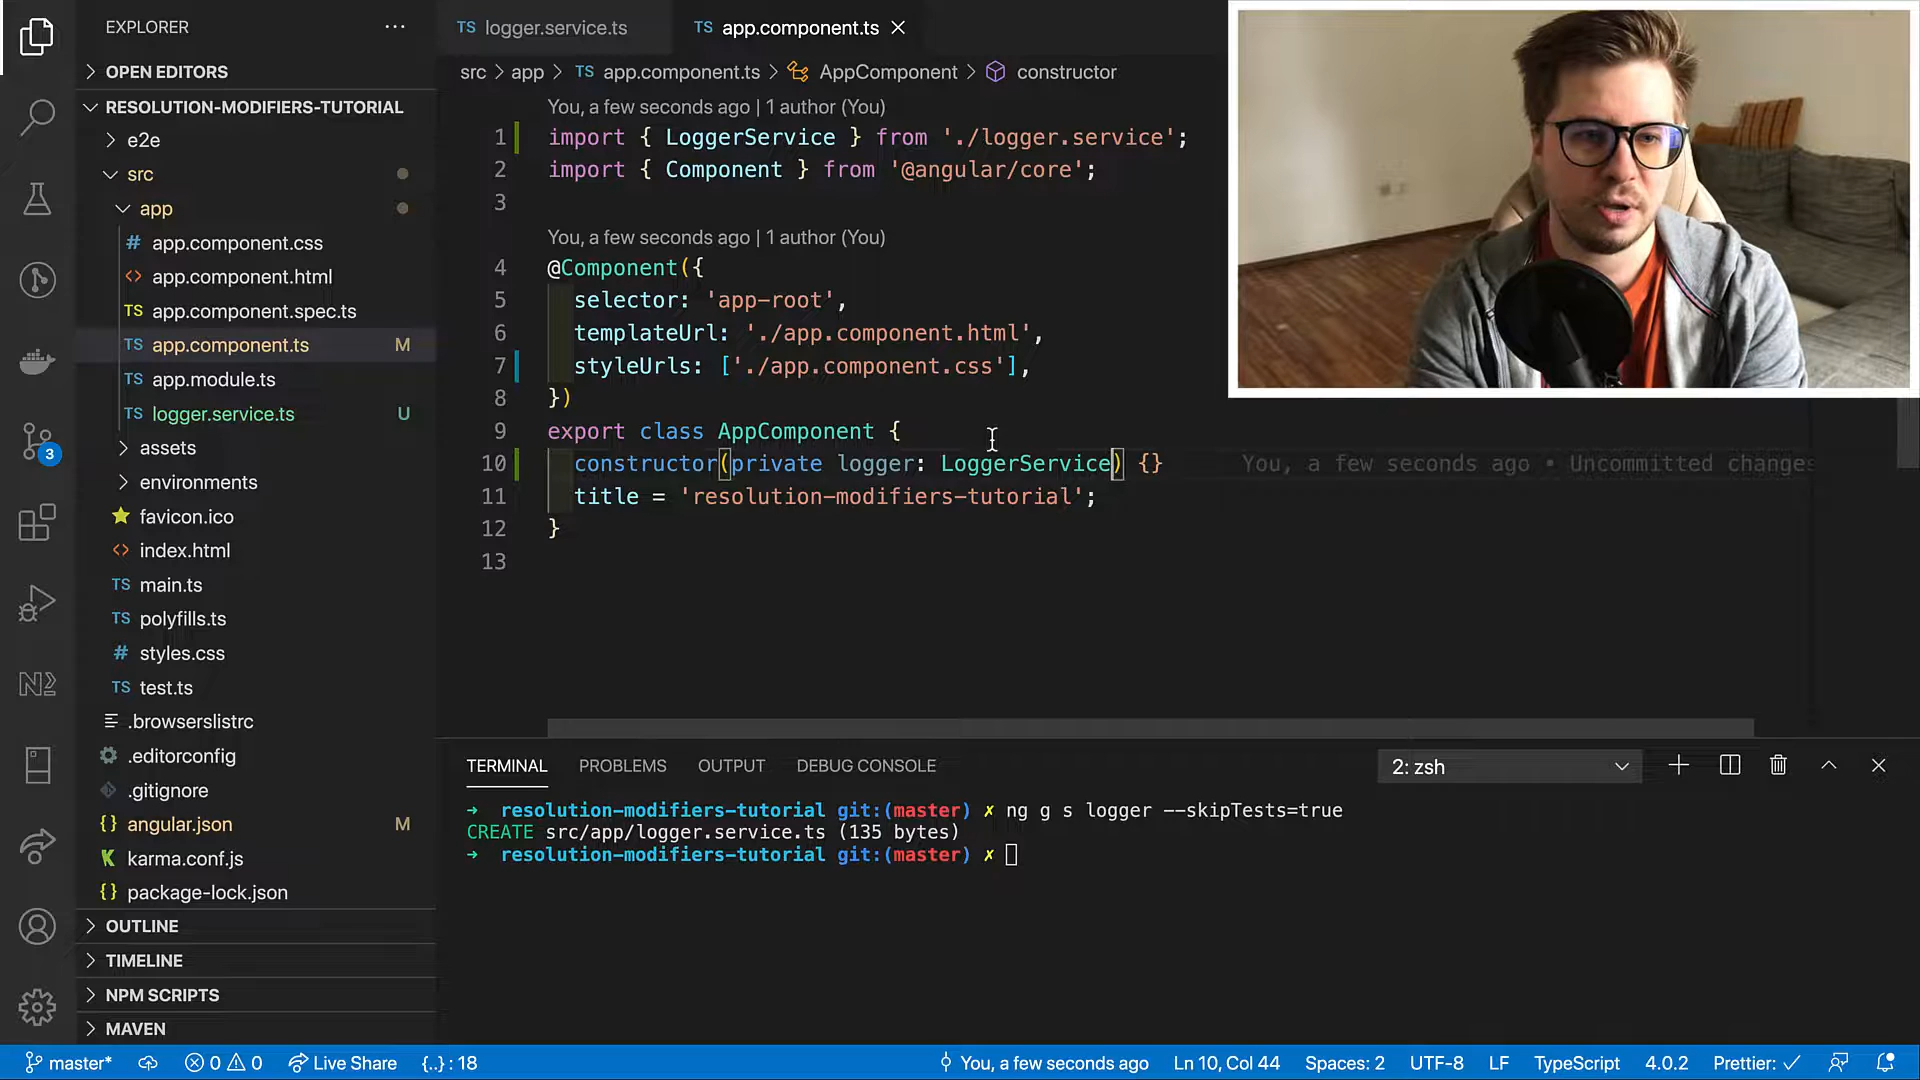 EXPLORER
OPEN EDITORS
RESOLUTION-MODIFIERS-TUTORIAL
e2e
src
app
# app.component.css
<> app.component.html
TS app.component.spec.ts
TS app.component.ts M
TS app.module.ts
TS logger.service.ts U
assets
environments
favicon.ico
<> index.html
TS main.ts
TS polyfills.ts
# styles.css
TS test.ts
.browserslistrc
.editorconfig
.gitignore
{} angular.json M
karma.conf.js
{} package-lock.json
OUTLINE
TIMELINE
NPM SCRIPTS
MAVEN
3
TS logger.service.ts
TS app.component.ts
src > app > TS app.component.ts > AppComponent > constructor
You, a few seconds ago | 1 author (You)
1 import { LoggerService } from './logger.service';
2 import { Component } from '@angular/core';
3
You, a few seconds ago | 1 author (You)
4 @Component({
5 selector: 'app-root',
6 templateUrl: './app.component.html',
7 styleUrls: ['./app.component.css'],
8 })
9 export class AppComponent {
10 constructor(private logger: LoggerService) {} You, a few seconds ago • Uncommitted changes
11 title = 'resolution-modifiers-tutorial';
12 }
13
TERMINAL PROBLEMS OUTPUT DEBUG CONSOLE 2: zsh
→ resolution-modifiers-tutorial git:(master) ✗ ng g s logger --skipTests=true
CREATE src/app/logger.service.ts (135 bytes)
→ resolution-modifiers-tutorial git:(master) ✗
master* 0 0 Live Share {..} : 18 You, a few seconds ago Ln 10, Col 44 Spaces: 2 UTF-8 LF TypeScript 4.0.2 Prettier: ✓